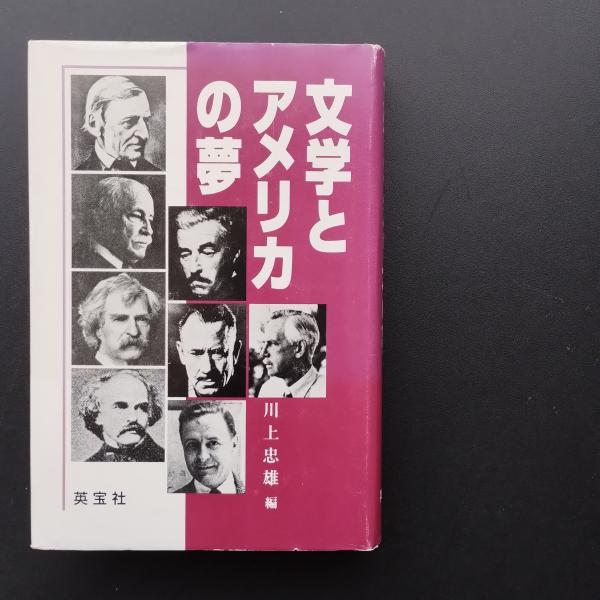 文学と
アメリカ
の夢
川上忠雄 編
英宝社